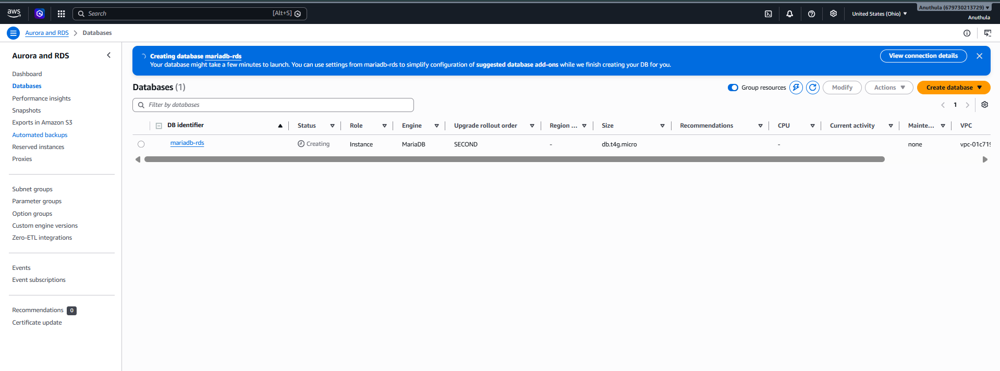 aws
Search [Alt+S]
United States (Ohio)
Anuthula (679730213729)
Anuthula
Aurora and RDS Databases
Aurora and RDS
Dashboard
Databases
Performance insights
Snapshots
Exports in Amazon S3
Automated backups
Reserved instances
Proxies
Subnet groups
Parameter groups
Option groups
Custom engine versions
Zero-ETL integrations
Events
Event subscriptions
Recommendations 0
Certificate update
Creating database mariadb-rds
Your database might take a few minutes to launch. You can use settings from mariadb-rds to simplify configuration of suggested database add-ons while we finish creating your DB for you.
View connection details
Databases (1)
Group resources
Modify
Actions
Create database
Filter by databases
1
DB identifier Status Role Engine Upgrade rollout order Region ... Size Recommendations CPU Current activity Mainte... VPC
mariadb-rds Creating Instance MariaDB SECOND - db.t4g.micro - none vpc-01c719